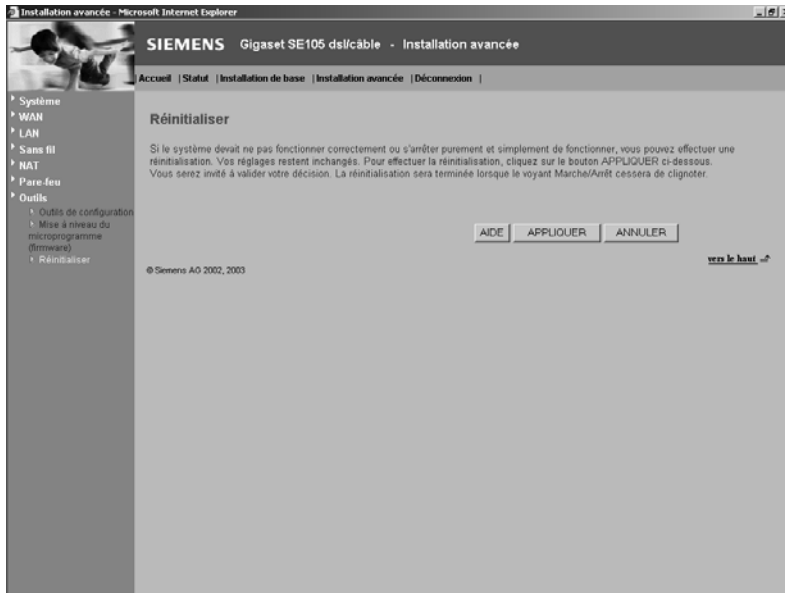 Installation avancée - Microsoft Internet Explorer
SIEMENS Gigaset SE105 dsl/câble - Installation avancée
| Accueil | Statut | Installation de base | Installation avancée | Déconnexion |
Système
WAN
LAN
Sans fil
NAT
Pare-feu
Outils
Outils de configuration
Mise à niveau du
microprogramme
(firmware)
Réinitialiser
Réinitialiser
Si le système devait ne pas fonctionner correctement ou s'arrêter purement et simplement de fonctionner, vous pouvez effectuer une
réinitialisation. Vos réglages restent inchangés. Pour effectuer la réinitialisation, cliquez sur le bouton APPLIQUER ci-dessous.
Vous serez invité à valider votre décision. La réinitialisation sera terminée lorsque le voyant Marche/Arrêt cessera de clignoter.
AIDE APPLIQUER ANNULER
vers le haut
© Siemens AG 2002, 2003